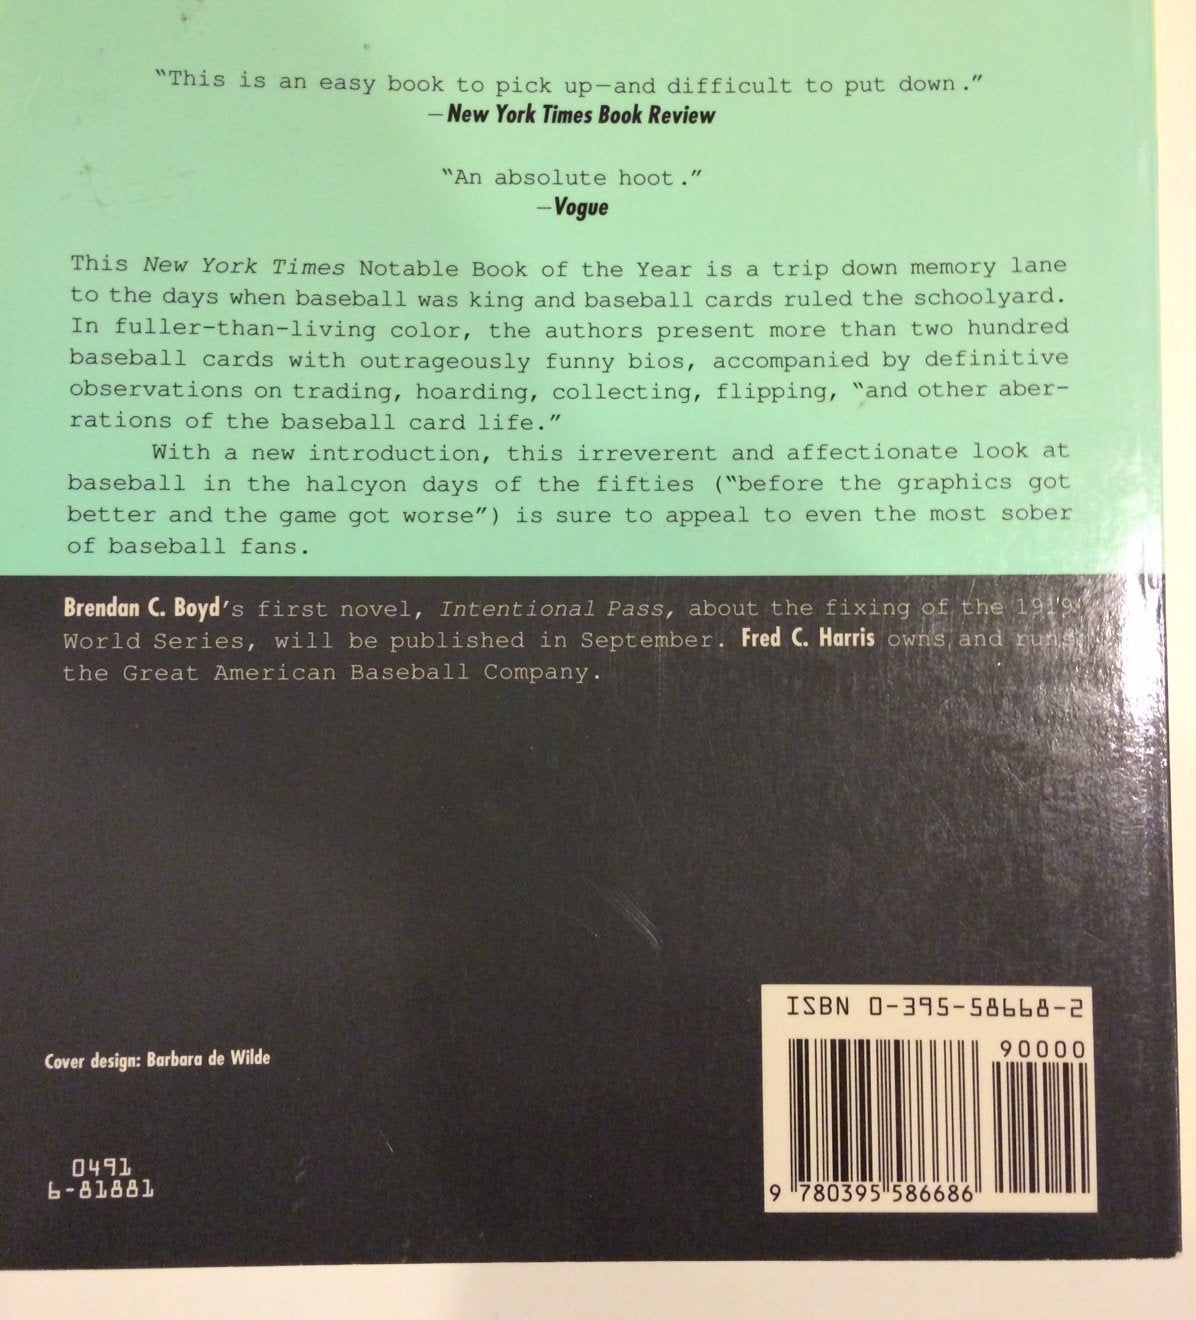 “This is an easy book to pick up—and difficult to put down.”
—New York Times Book Review
“An absolute hoot.”
—Vogue
This New York Times Notable Book of the Year is a trip down memory lane
to the days when baseball was king and baseball cards ruled the schoolyard.
In fuller-than-living color, the authors present more than two hundred
baseball cards with outrageously funny bios, accompanied by definitive
observations on trading, hoarding, collecting, flipping, “and other aber-
rations of the baseball card life.”
With a new introduction, this irreverent and affectionate look at
baseball in the halcyon days of the fifties (“before the graphics got
better and the game got worse”) is sure to appeal to even the most sober
of baseball fans.
Brendan C. Boyd’s first novel, Intentional Pass, about the fixing of the 1919
World Series, will be published in September. Fred C. Harris owns and runs
the Great American Baseball Company.
ISBN 0-395-58668-2
90000
Cover design: Barbara de Wilde
0491
6-81881
9 780395 586686